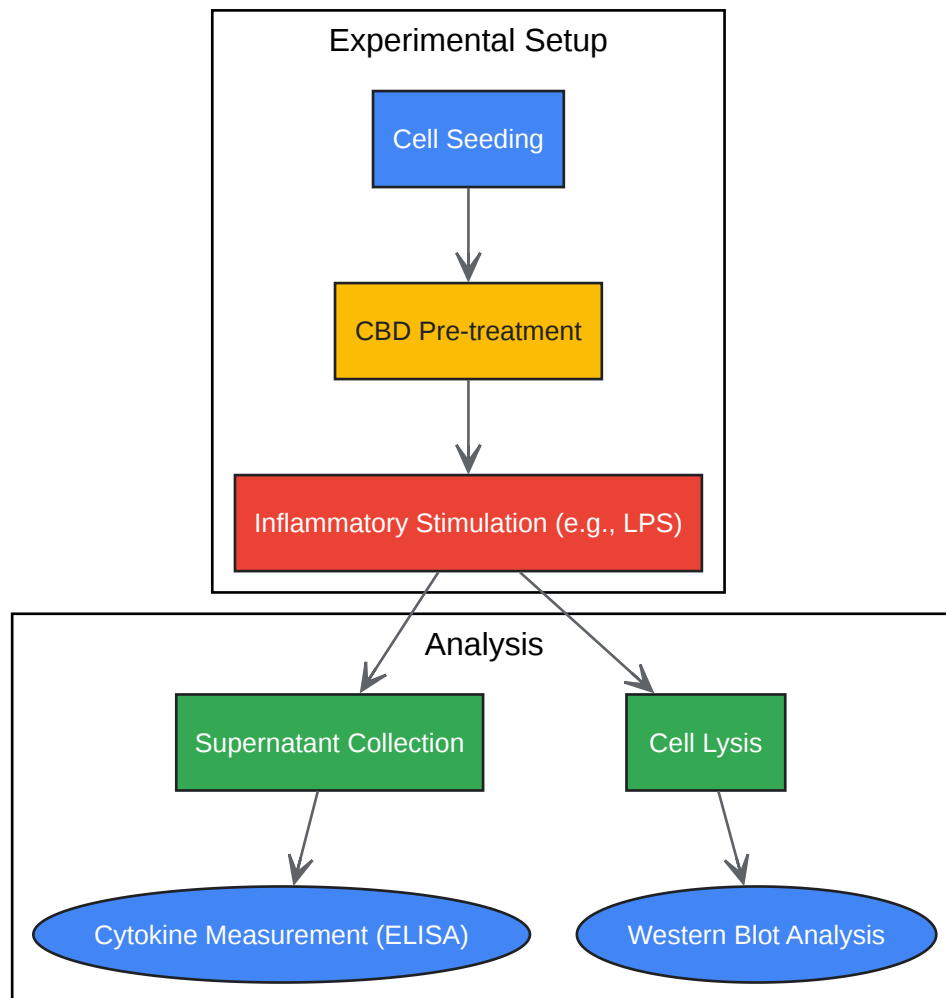 Experimental Setup
Cell Seeding
CBD Pre-treatment
Inflammatory Stimulation (e.g., LPS)
Analysis
Supernatant Collection
Cell Lysis
Cytokine Measurement (ELISA)
Western Blot Analysis